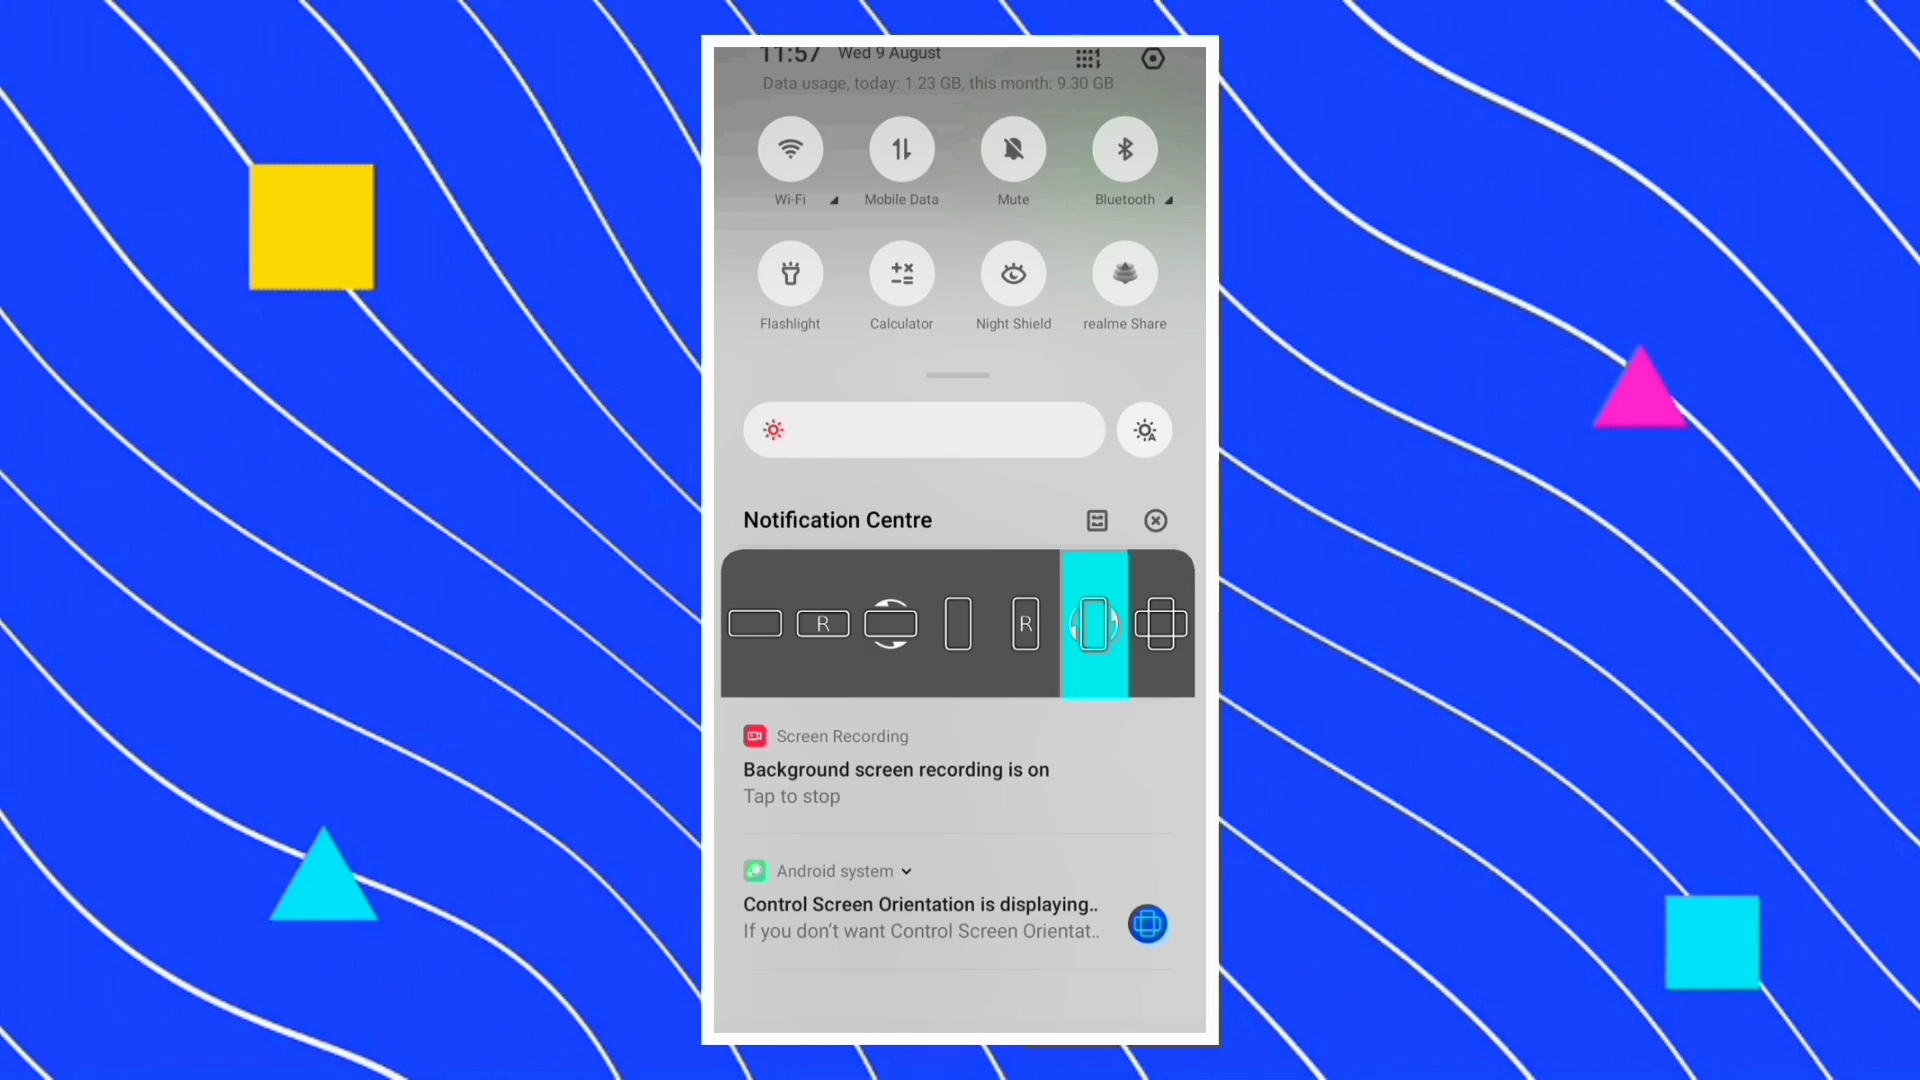 11:57 Wed 9 August
Data usage, today: 1.23 GB, this month: 9.30 GB
Wi-Fi Mobile Data Mute Bluetooth
Flashlight Calculator Night Shield realme Share
Notification Centre
R R
Screen Recording
Background screen recording is on
Tap to stop
Android system
Control Screen Orientation is displaying..
If you don't want Control Screen Orientat..